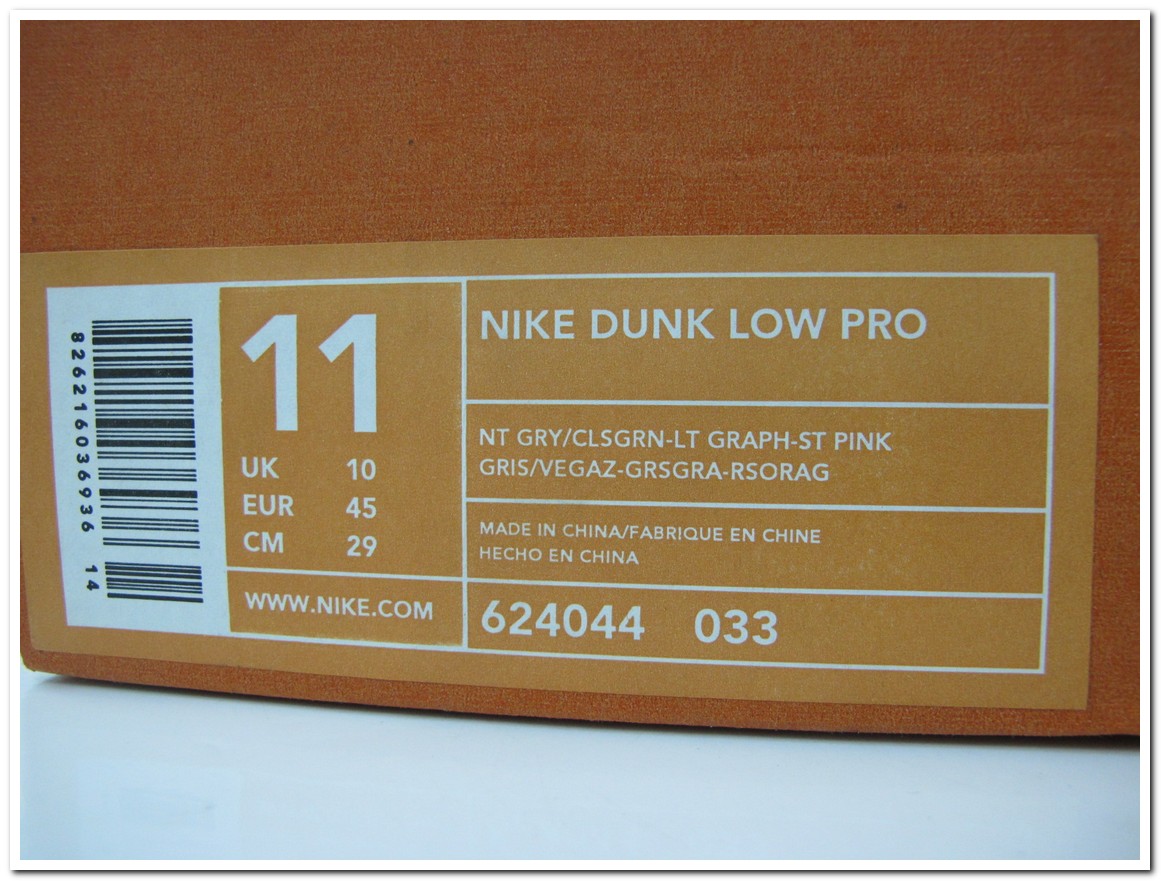 826216036936 14
11
UK 10
EUR 45
CM 29
WWW.NIKE.COM
NIKE DUNK LOW PRO
NT GRY/CLSGRN-LT GRAPH-ST PINK
GRIS/VEGAZ-GRSGRA-RSORAG
MADE IN CHINA/FABRIQUE EN CHINE
HECHO EN CHINA
624044 033